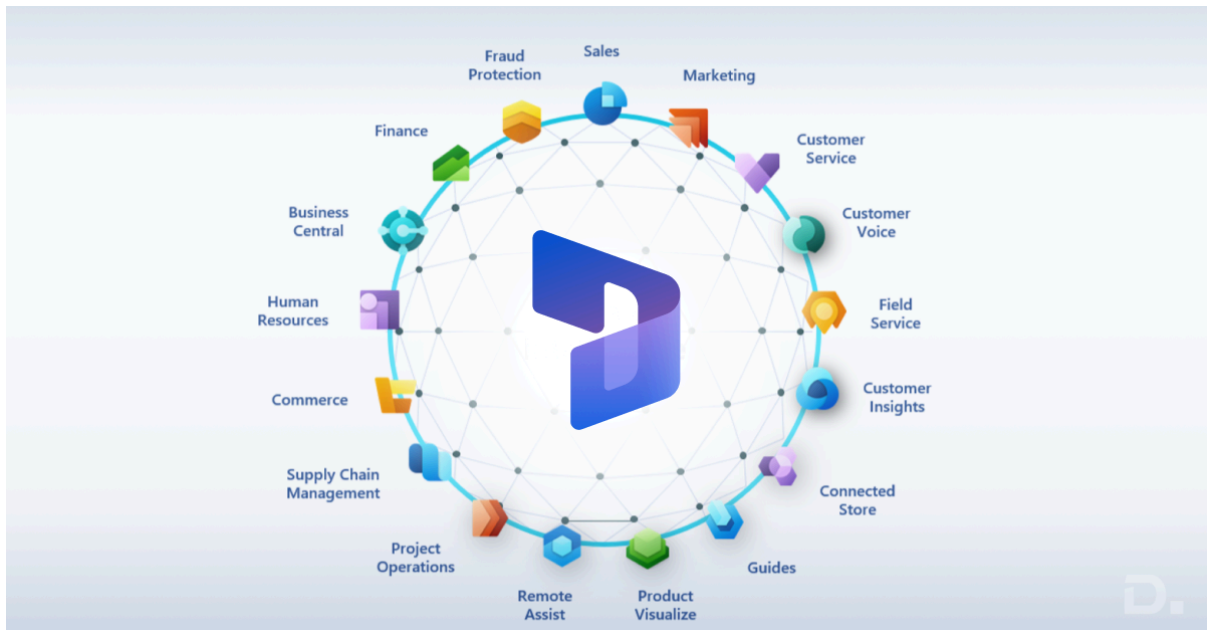 Sales
Marketing
Customer
Service
Customer
Voice
Field
Service
Customer
Insights
Connected
Store
Guides
Product
Visualize
Remote
Assist
Project
Operations
Supply Chain
Management
Commerce
Human
Resources
Business
Central
Finance
Fraud
Protection
D.